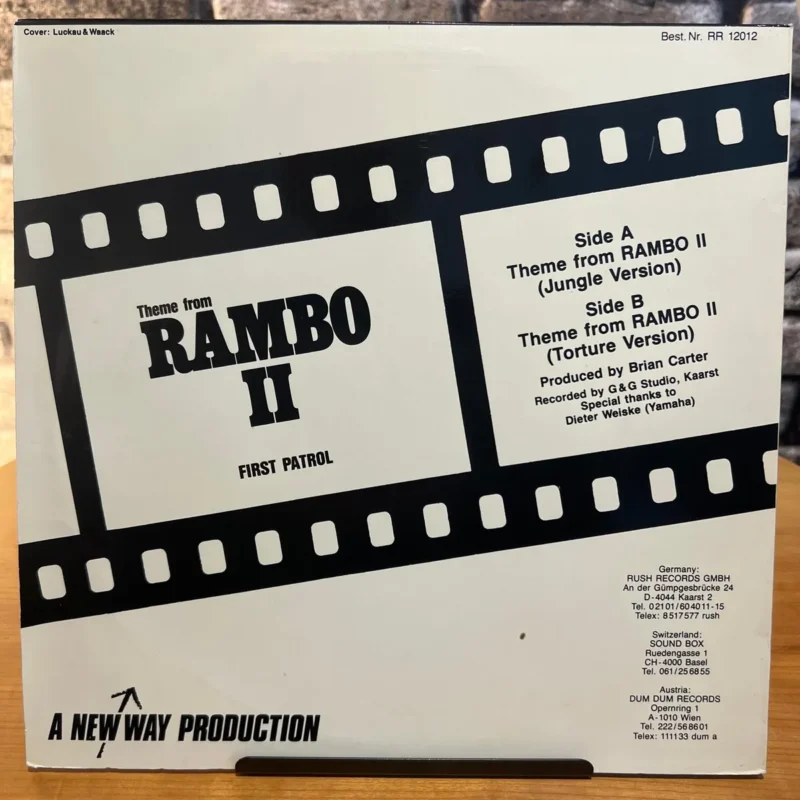 Cover: Luckau & Waack
Best. Nr. RR 12012
Theme from
RAMBO
II
FIRST PATROL
Side A
Theme from RAMBO II
(Jungle Version)
Side B
Theme from RAMBO II
(Torture Version)
Produced by Brian Carter
Recorded by G & G Studio, Kaarst
Special thanks to
Dieter Weiske (Yamaha)
Germany:
RUSH RECORDS GMBH
An der Gümpgesbrücke 24
D-4044 Kaarst 2
Tel. 02101/604011-15
Telex: 8517577 rush
Switzerland:
SOUND BOX
Ruedengasse 1
CH-4000 Basel
Tel. 061/256855
Austria:
DUM DUM RECORDS
Opernring 1
A-1010 Wien
Tel. 222/568601
Telex: 111133 dum a
A NEW WAY PRODUCTION